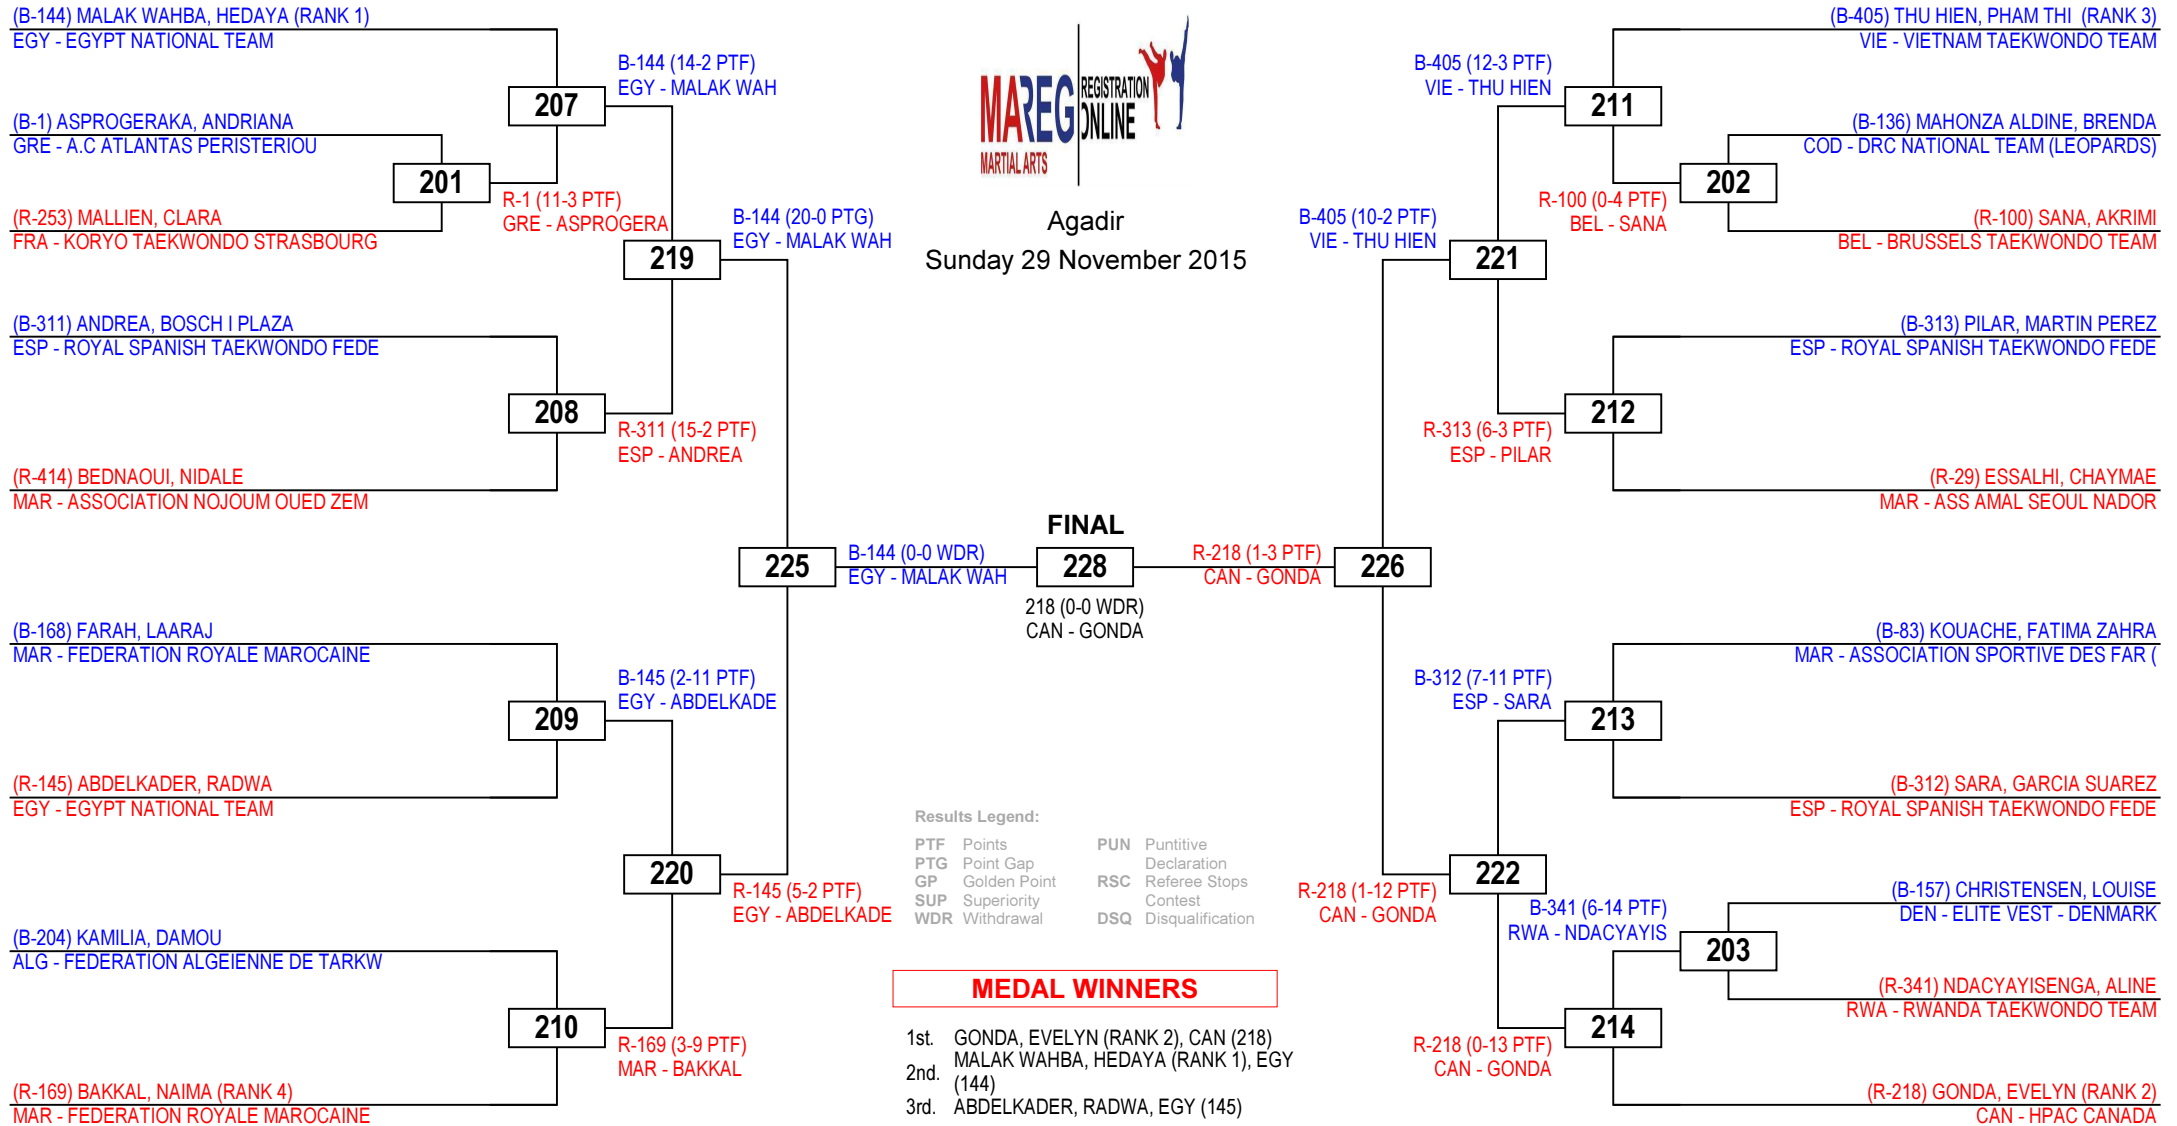 (B-144) MALAK WAHBA, HEDAYA (RANK 1)
EGY - EGYPT NATIONAL TEAM
(B-1) ASPROGERAKA, ANDRIANA
GRE - A.C ATLANTAS PERISTERIOU
(R-253) MALLIEN, CLARA
FRA - KORYO TAEKWONDO STRASBOURG
(B-311) ANDREA, BOSCH I PLAZA
ESP - ROYAL SPANISH TAEKWONDO FEDE
(R-414) BEDNAOUI, NIDALE
MAR - ASSOCIATION NOJOUM OUED ZEM
(B-168) FARAH, LAARAJ
MAR - FEDERATION ROYALE MAROCAINE
(R-145) ABDELKADER, RADWA
EGY - EGYPT NATIONAL TEAM
(B-204) KAMILIA, DAMOU
ALG - FEDERATION ALGEIENNE DE TARKW
(R-169) BAKKAL, NAIMA (RANK 4)
MAR - FEDERATION ROYALE MAROCAINE
201
R-1 (11-3 PTF)
GRE - ASPROGERA
207
B-144 (14-2 PTF)
EGY - MALAK WAH
208
R-311 (15-2 PTF)
ESP - ANDREA
209
B-145 (2-11 PTF)
EGY - ABDELKADE
210
R-169 (3-9 PTF)
MAR - BAKKAL
219
B-144 (20-0 PTG)
EGY - MALAK WAH
220
R-145 (5-2 PTF)
EGY - ABDELKADE
225
B-144 (0-0 WDR)
EGY - MALAK WAH
MAREG
MARTIAL ARTS
REGISTRATION
ONLINE
Agadir
Sunday 29 November 2015
FINAL
228
218 (0-0 WDR)
CAN - GONDA
R-218 (1-3 PTF)
CAN - GONDA
226
B-405 (10-2 PTF)
VIE - THU HIEN
221
R-218 (1-12 PTF)
CAN - GONDA
222
B-405 (12-3 PTF)
VIE - THU HIEN
211
R-313 (6-3 PTF)
ESP - PILAR
212
B-312 (7-11 PTF)
ESP - SARA
213
R-218 (0-13 PTF)
CAN - GONDA
214
R-100 (0-4 PTF)
BEL - SANA
202
B-341 (6-14 PTF)
RWA - NDACYAYIS
203
(B-405) THU HIEN, PHAM THI (RANK 3)
VIE - VIETNAM TAEKWONDO TEAM
(B-136) MAHONZA ALDINE, BRENDA
COD - DRC NATIONAL TEAM (LEOPARDS)
(R-100) SANA, AKRIMI
BEL - BRUSSELS TAEKWONDO TEAM
(B-313) PILAR, MARTIN PEREZ
ESP - ROYAL SPANISH TAEKWONDO FEDE
(R-29) ESSALHI, CHAYMAE
MAR - ASS AMAL SEOUL NADOR
(B-83) KOUACHE, FATIMA ZAHRA
MAR - ASSOCIATION SPORTIVE DES FAR (
(B-312) SARA, GARCIA SUAREZ
ESP - ROYAL SPANISH TAEKWONDO FEDE
(B-157) CHRISTENSEN, LOUISE
DEN - ELITE VEST - DENMARK
(R-341) NDACYAYISENGA, ALINE
RWA - RWANDA TAEKWONDO TEAM
(R-218) GONDA, EVELYN (RANK 2)
CAN - HPAC CANADA
Results Legend:
PTF Points
PTG Point Gap
GP Golden Point
SUP Superiority
WDR Withdrawal
PUN Puntitive
Declaration
RSC Referee Stops
Contest
DSQ Disqualification
MEDAL WINNERS
1st. GONDA, EVELYN (RANK 2), CAN (218)
2nd. MALAK WAHBA, HEDAYA (RANK 1), EGY
(144)
3rd. ABDELKADER, RADWA, EGY (145)